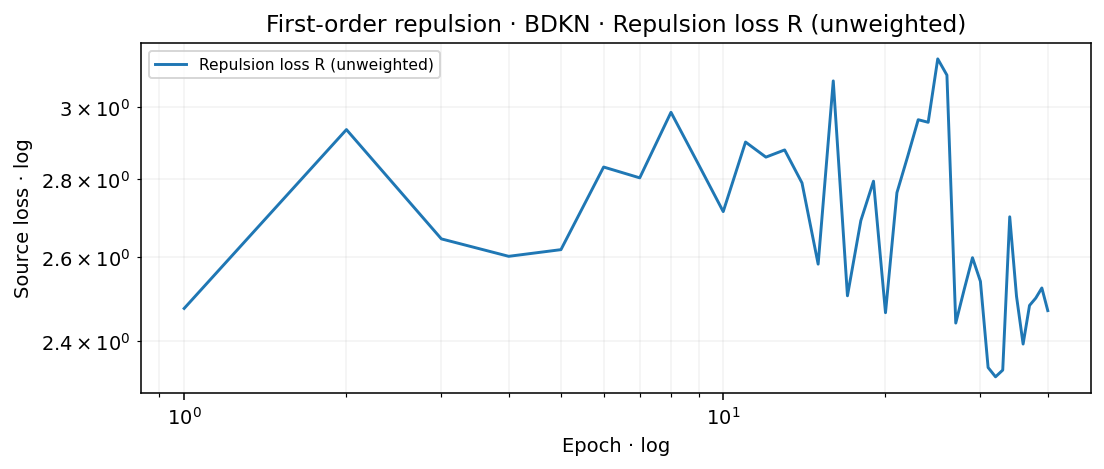 First-order repulsion · BDKN · Repulsion loss R (unweighted)
Repulsion loss R (unweighted)
Source loss · log
3 × 10⁰
2.8 × 10⁰
2.6 × 10⁰
2.4 × 10⁰
10⁰ 10¹
Epoch · log